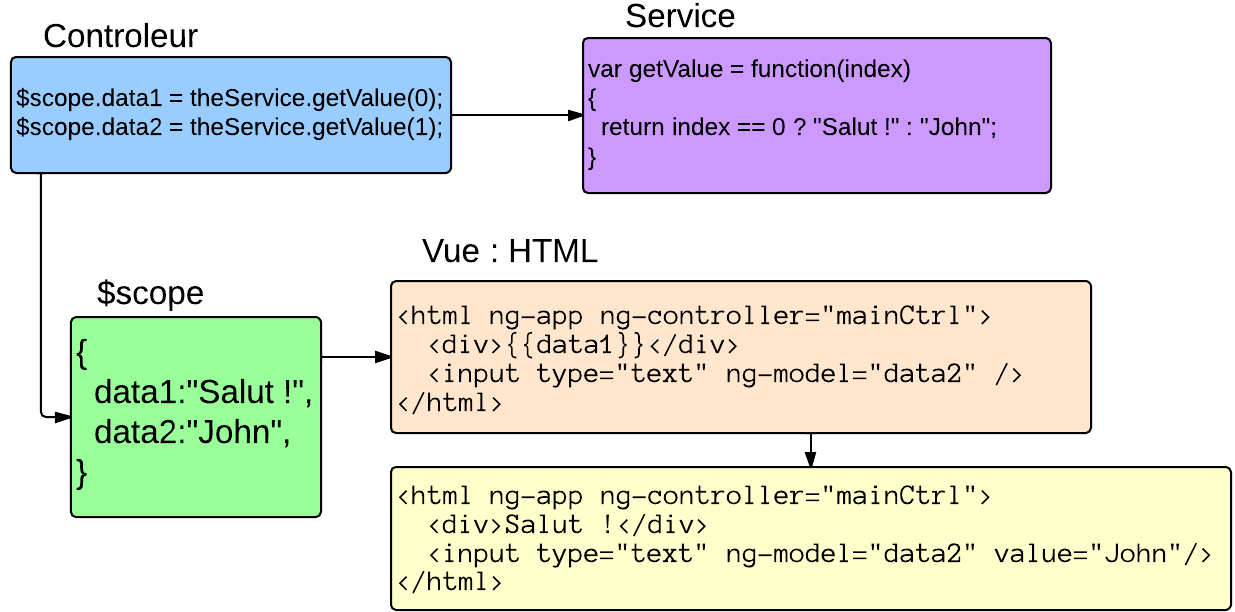 Controleur
$scope.data1 = theService.getValue(0);
$scope.data2 = theService.getValue(1);
Service
var getValue = function(index)
{
  return index == 0 ? "Salut !" : "John";
}
$scope
{
  data1:"Salut !",
  data2:"John",
}
Vue : HTML
<html ng-app ng-controller="mainCtrl">
  <div>{{data1}}</div>
  <input type="text" ng-model="data2" />
</html>
<html ng-app ng-controller="mainCtrl">
  <div>Salut !</div>
  <input type="text" ng-model="data2" value="John"/>
</html>